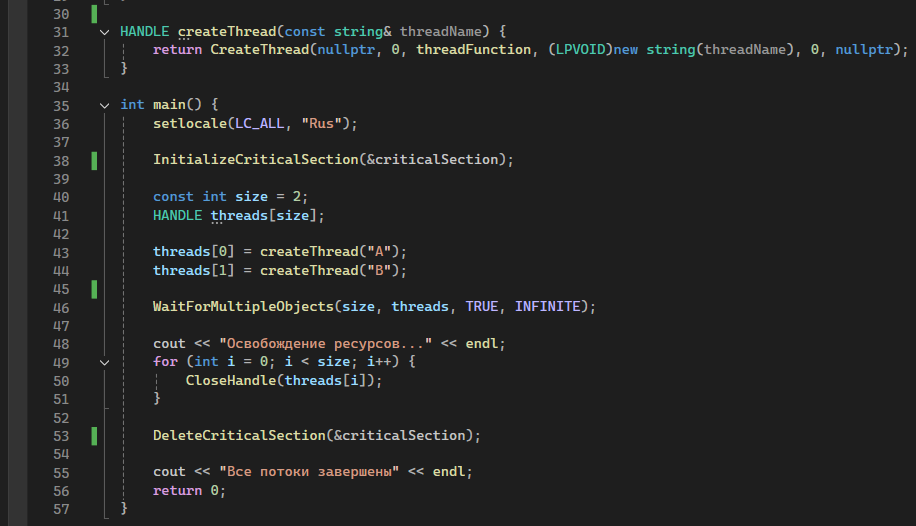 30
31 HANDLE createThread(const string& threadName) {
32 return CreateThread(nullptr, 0, threadFunction, (LPVOID)new string(threadName), 0, nullptr);
33 }
34
35 int main() {
36 setlocale(LC_ALL, "Rus");
37
38 InitializeCriticalSection(&criticalSection);
39
40 const int size = 2;
41 HANDLE threads[size];
42
43 threads[0] = createThread("A");
44 threads[1] = createThread("B");
45
46 WaitForMultipleObjects(size, threads, TRUE, INFINITE);
47
48 cout << "Освобождение ресурсов..." << endl;
49 for (int i = 0; i < size; i++) {
50 CloseHandle(threads[i]);
51 }
52
53 DeleteCriticalSection(&criticalSection);
54
55 cout << "Все потоки завершены" << endl;
56 return 0;
57 }